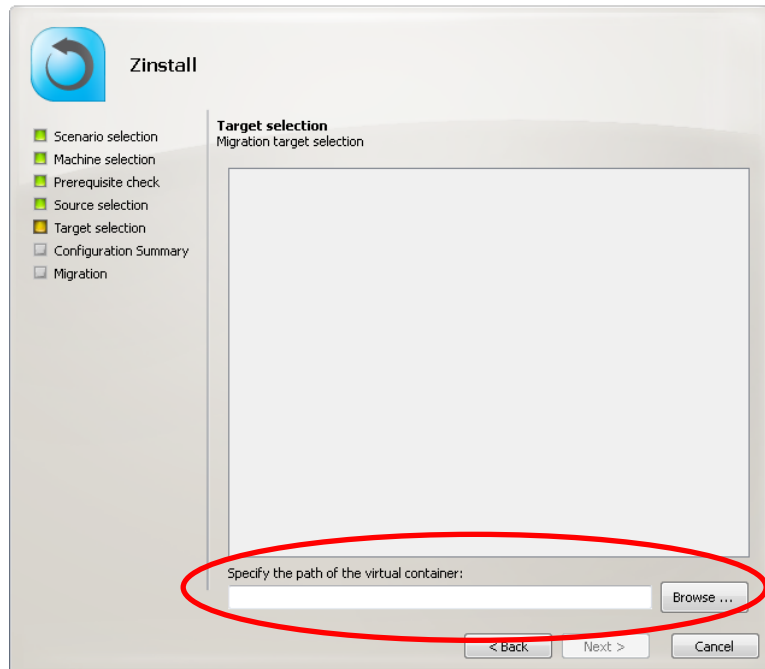 Zinstall
Scenario selection
Machine selection
Prerequisite check
Source selection
Target selection
Configuration Summary
Migration
Target selection
Migration target selection
Specify the path of the virtual container:
Browse ...
< Back
Next >
Cancel